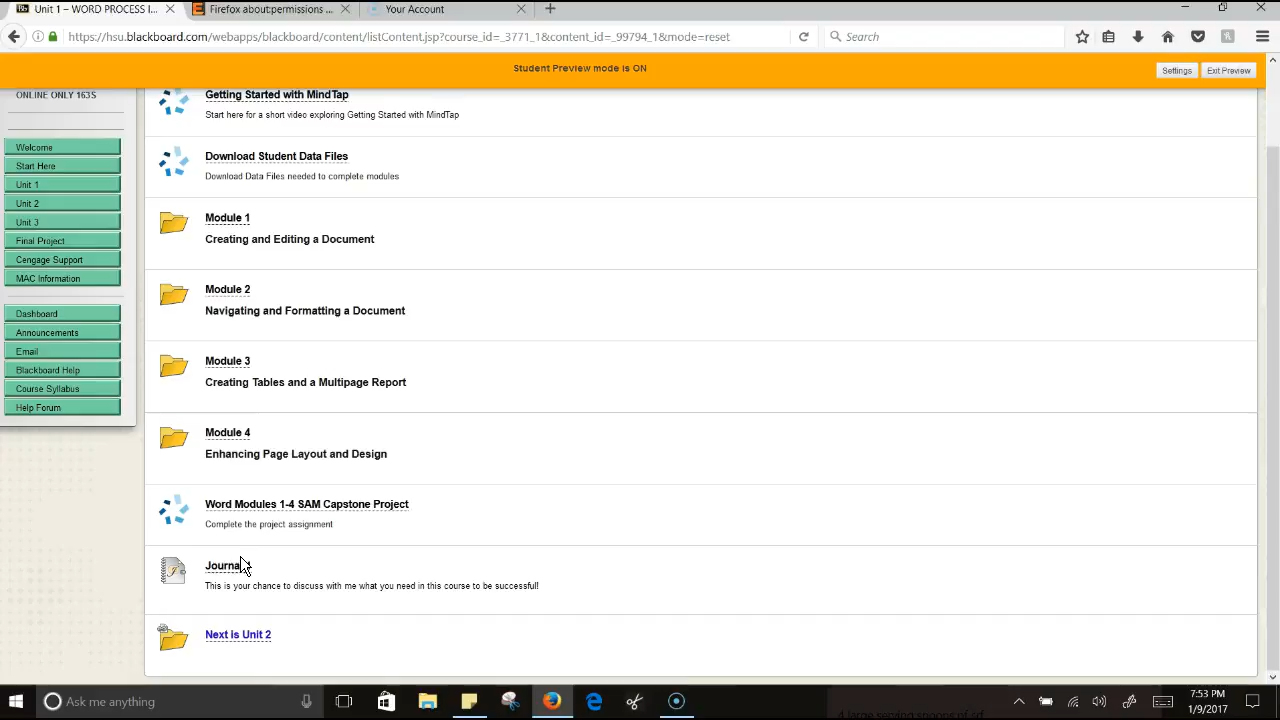 Unit 1 – WORD PROCESS I...
Firefox about:permissions ...
Your Account
https://hsu.blackboard.com/webapps/blackboard/content/listContent.jsp?course_id=_3771_1&content_id=_99794_1&mode=reset
Search
Student Preview mode is ON
Settings
Exit Preview
ONLINE ONLY 163S
Welcome
Start Here
Unit 1
Unit 2
Unit 3
Final Project
Cengage Support
MAC Information
Dashboard
Announcements
Email
Blackboard Help
Course Syllabus
Help Forum
Getting Started with MindTap
Start here for a short video exploring Getting Started with MindTap
Download Student Data Files
Download Data Files needed to complete modules
Module 1
Creating and Editing a Document
Module 2
Navigating and Formatting a Document
Module 3
Creating Tables and a Multipage Report
Module 4
Enhancing Page Layout and Design
Word Modules 1-4 SAM Capstone Project
Complete the project assignment
Journal
This is your chance to discuss with me what you need in this course to be successful!
Next is Unit 2
Ask me anything
7:53 PM
1/9/2017